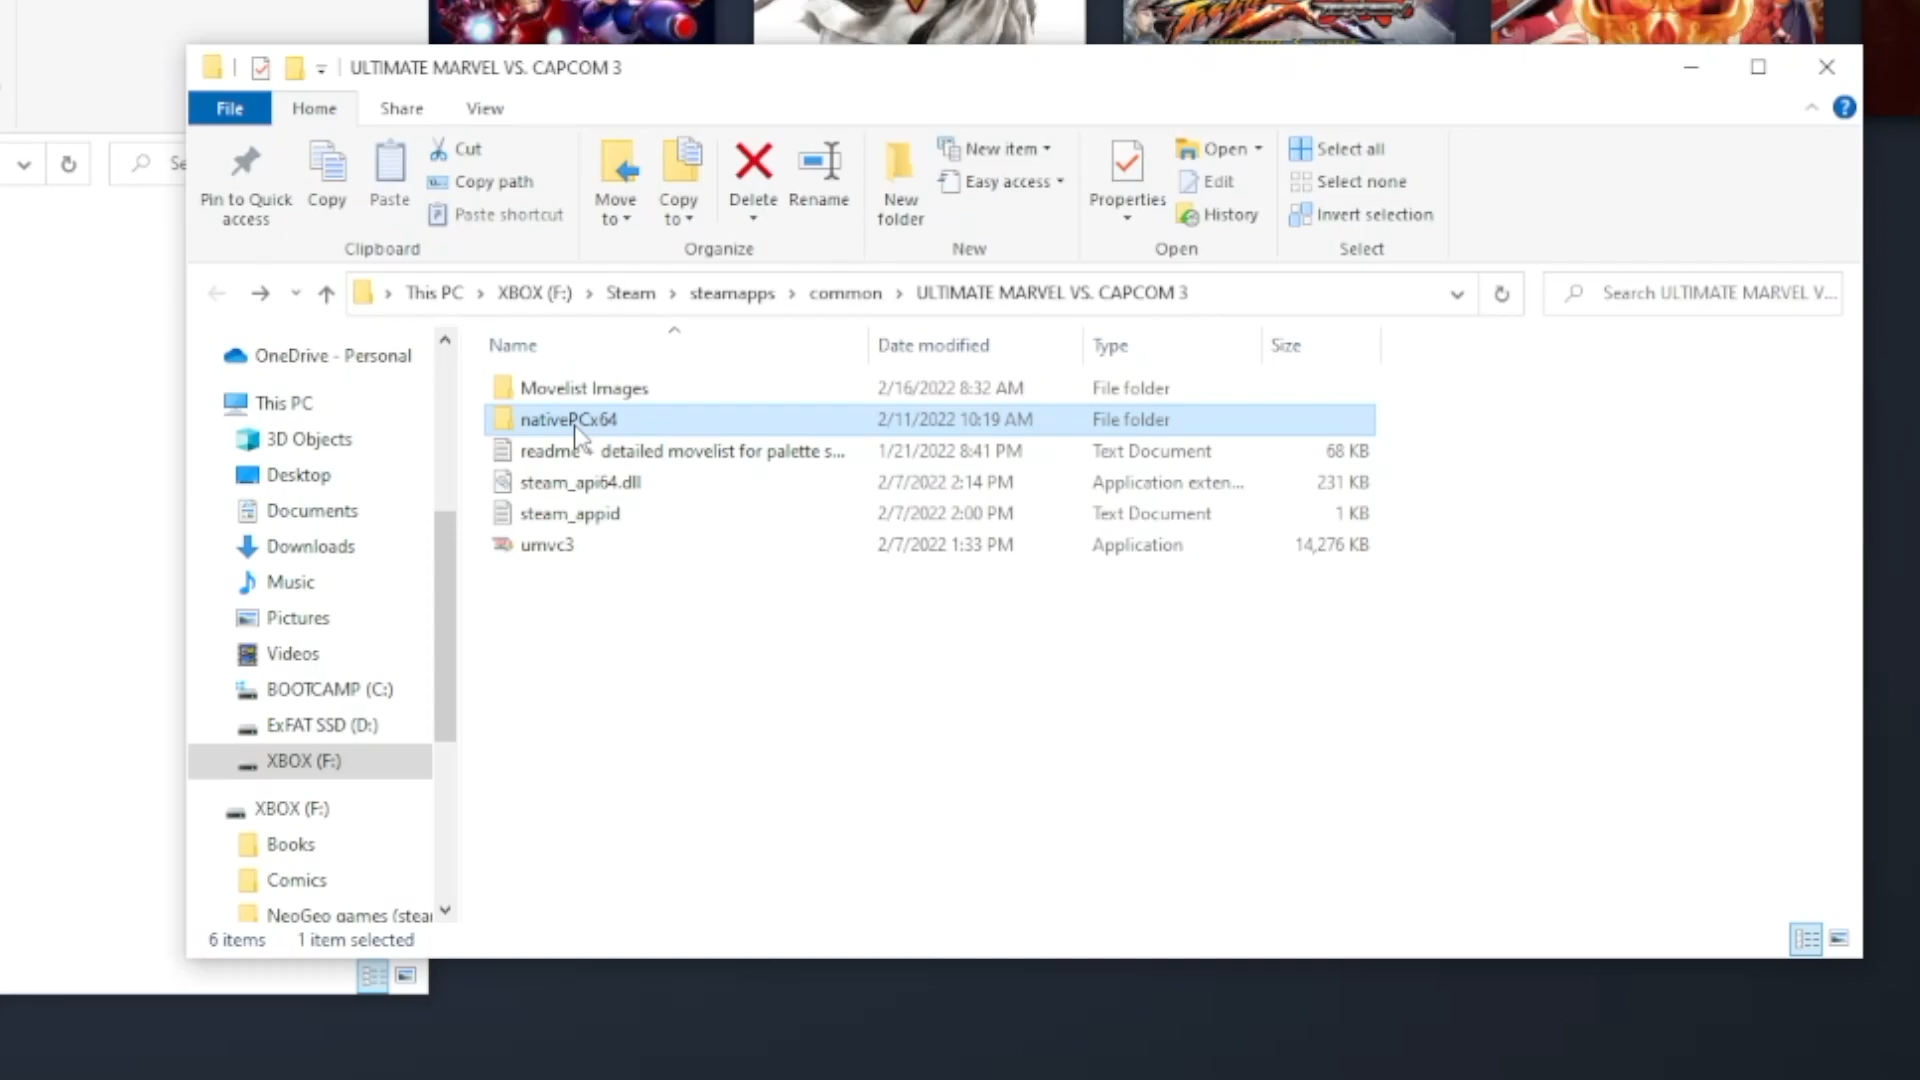 ULTIMATE MARVEL VS. CAPCOM 3
File Home Share View
Se
Pin to Quick access
Copy
Paste
Cut
Copy path
Paste shortcut
Clipboard
Move to
Copy to
Delete
Rename
Organize
New folder
New item
Easy access
New
Properties
Open
Edit
History
Open
Select all
Select none
Invert selection
Select
This PC > XBOX (F:) > Steam > steamapps > common > ULTIMATE MARVEL VS. CAPCOM 3
Search ULTIMATE MARVEL V...
Name Date modified Type Size
Movelist Images 2/16/2022 8:32 AM File folder
nativePCx64 2/11/2022 10:19 AM File folder
readme - detailed movelist for palette s... 1/21/2022 8:41 PM Text Document 68 KB
steam_api64.dll 2/7/2022 2:14 PM Application exten... 231 KB
steam_appid 2/7/2022 2:00 PM Text Document 1 KB
umvc3 2/7/2022 1:33 PM Application 14,276 KB
OneDrive - Personal
This PC
3D Objects
Desktop
Documents
Downloads
Music
Pictures
Videos
BOOTCAMP (C:)
ExFAT SSD (D:)
XBOX (F:)
XBOX (F:)
Books
Comics
NeoGeo games (stea
6 items 1 item selected